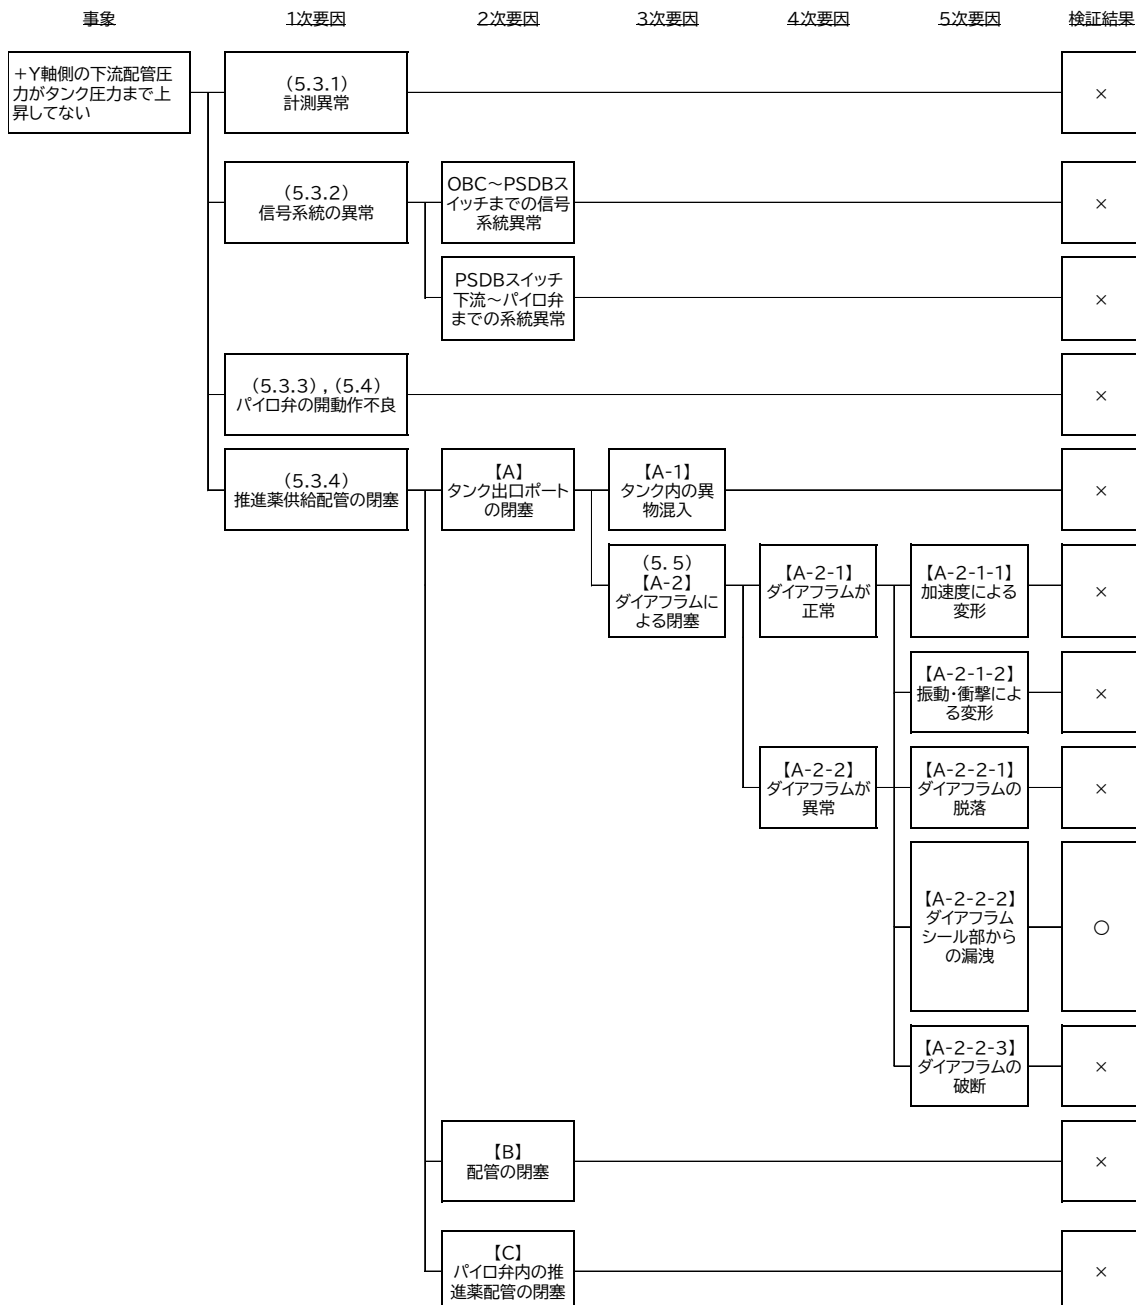 事象
1次要因
2次要因
3次要因
4次要因
5次要因
検証結果
+Y軸側の下流配管圧
力がタンク圧力まで上
昇してない
(5.3.1)
計測異常
×
(5.3.2)
信号系統の異常
OBC~PSDBス
イッチまでの信号
系統異常
×
PSDBスイッチ
下流~パイロ弁
までの系統異常
×
(5.3.3) , (5.4)
パイロ弁の開動作不良
×
(5.3.4)
推進薬供給配管の閉塞
【A】
タンク出口ポート
の閉塞
【A-1】
タンク内の異
物混入
×
(5.5)
【A-2】
ダイアフラムに
よる閉塞
【A-2-1】
ダイアフラムが
正常
【A-2-1-1】
加速度による
変形
×
【A-2-1-2】
振動・衝撃によ
る変形
×
【A-2-2】
ダイアフラムが
異常
【A-2-2-1】
ダイアフラムの
脱落
×
【A-2-2-2】
ダイアフラム
シール部から
の漏洩
○
【A-2-2-3】
ダイアフラムの
破断
×
【B】
配管の閉塞
×
【C】
パイロ弁内の推
進薬配管の閉塞
×